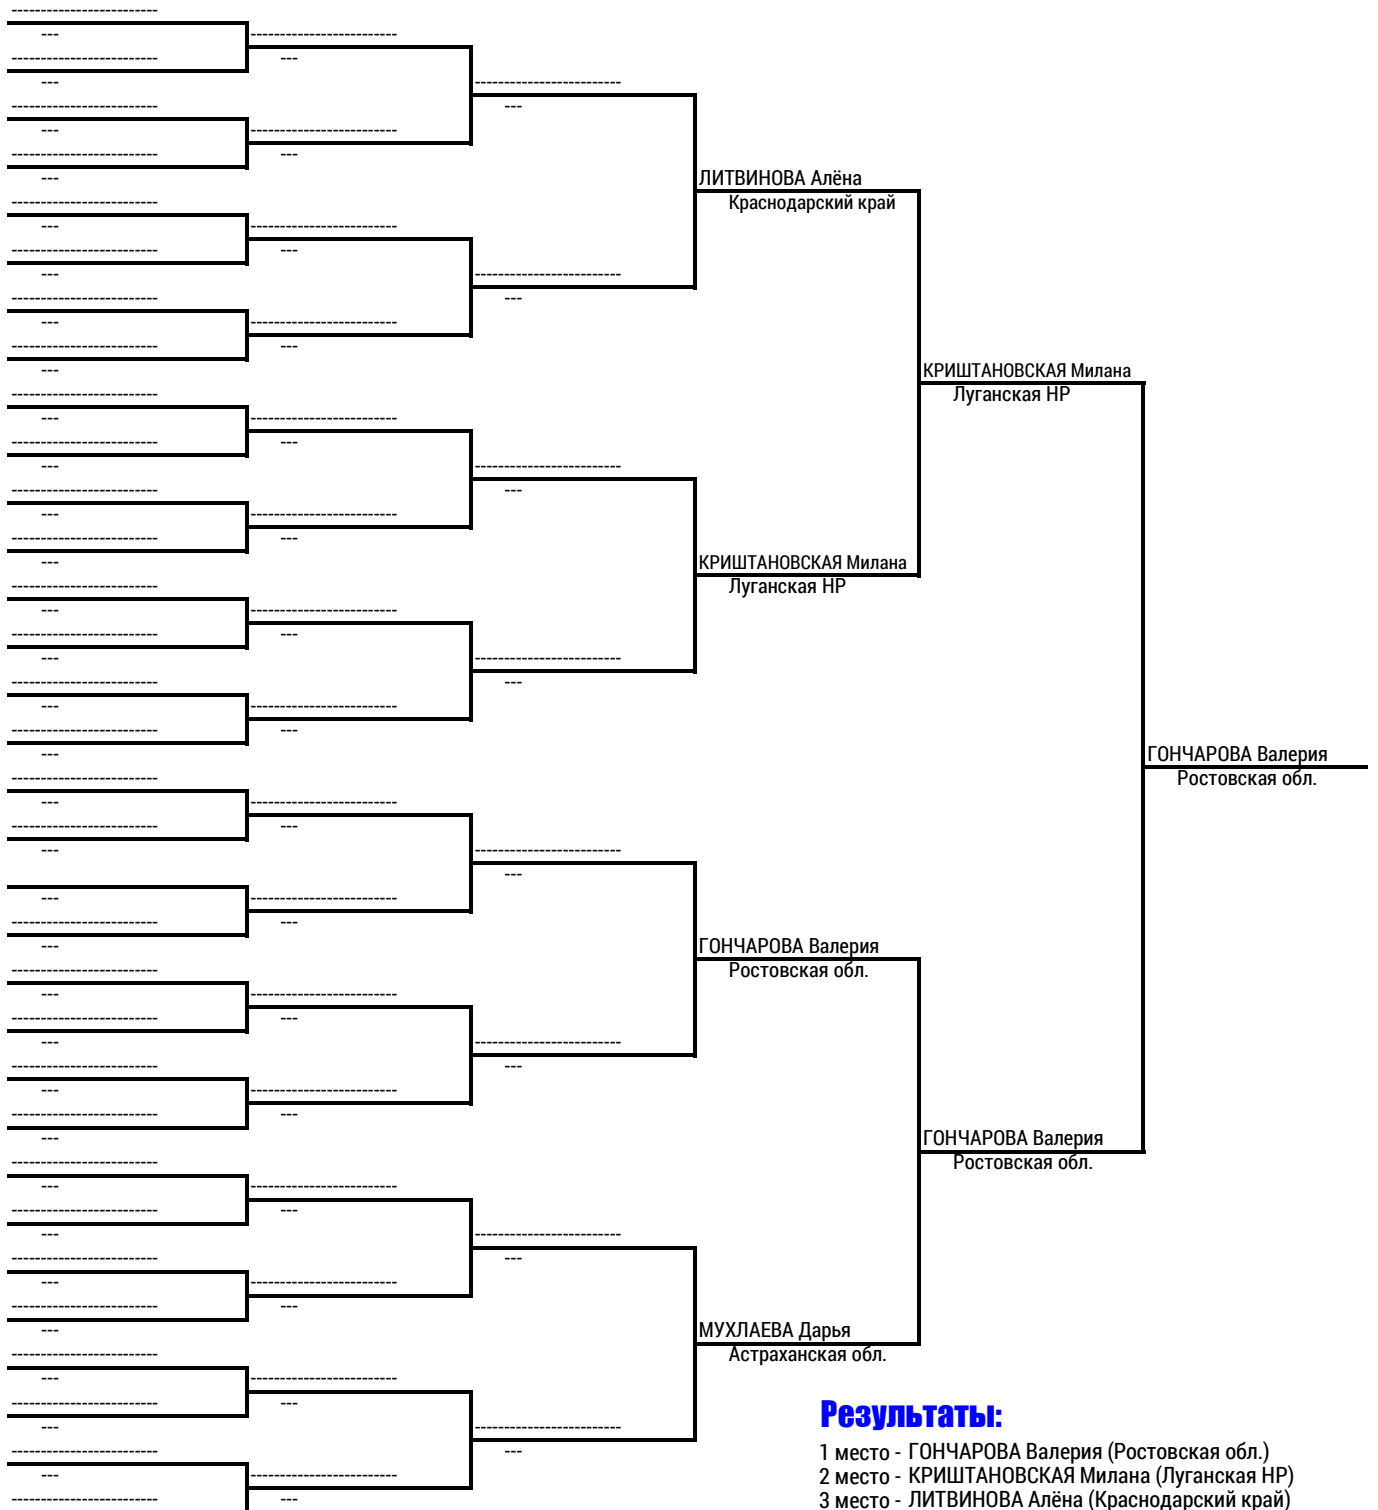 ЛИТВИНОВА Алёна
Краснодарский край
КРИШТАНОВСКАЯ Милана
Луганская НР
КРИШТАНОВСКАЯ Милана
Луганская НР
ГОНЧАРОВА Валерия
Ростовская обл.
ГОНЧАРОВА Валерия
Ростовская обл.
ГОНЧАРОВА Валерия
Ростовская обл.
МУХЛАЕВА Дарья
Астраханская обл.
Результаты:
1 место - ГОНЧАРОВА Валерия (Ростовская обл.)
2 место - КРИШТАНОВСКАЯ Милана (Луганская НР)
3 место - ЛИТВИНОВА Алёна (Краснодарский край)